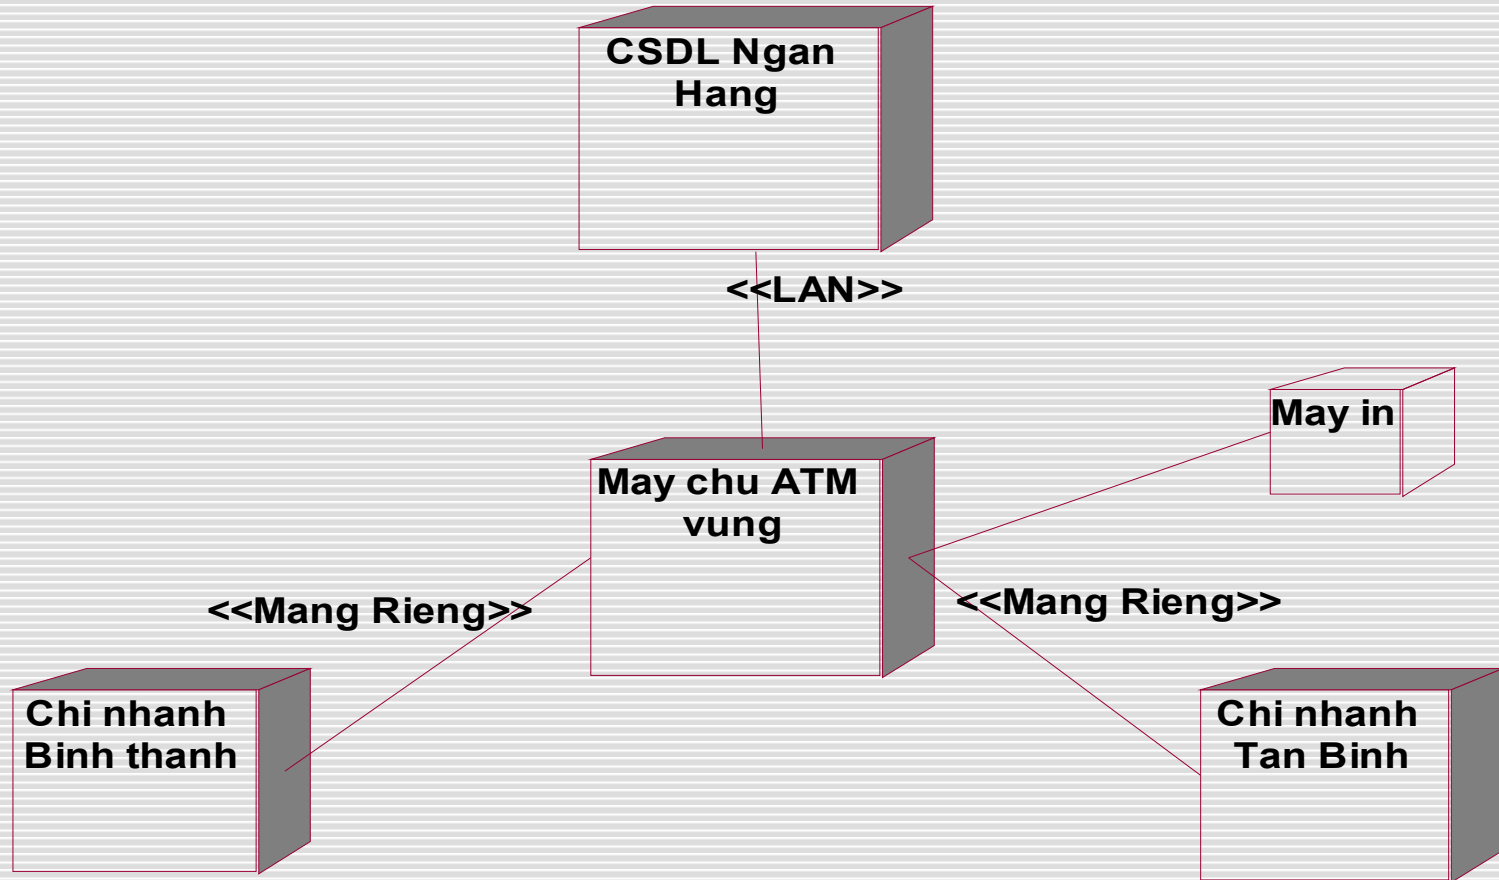 CSDL Ngan
Hang
<<LAN>>
May in
May chu ATM
vung
<<Mang Rieng>>
<<Mang Rieng>>
Chi nhanh
Binh thanh
Chi nhanh
Tan Binh